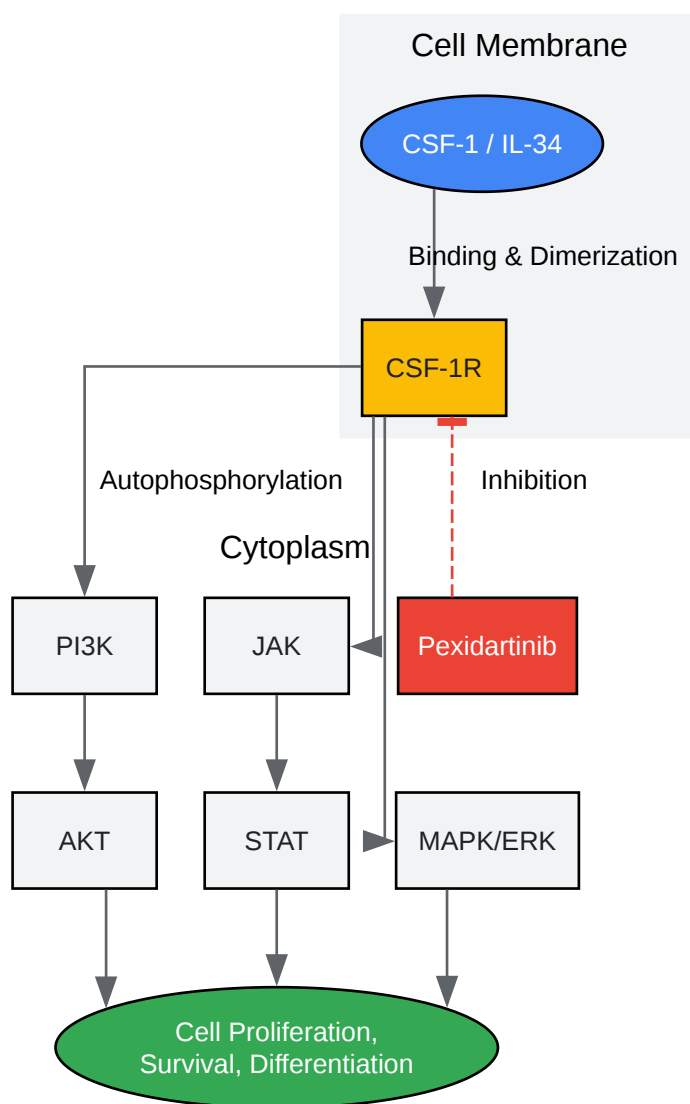 Cell Membrane
CSF-1 / IL-34
Binding & Dimerization
CSF-1R
Autophosphorylation
Inhibition
Cytoplasm
PI3K
JAK
Pexidartinib
AKT
STAT
MAPK/ERK
Cell Proliferation,
Survival, Differentiation